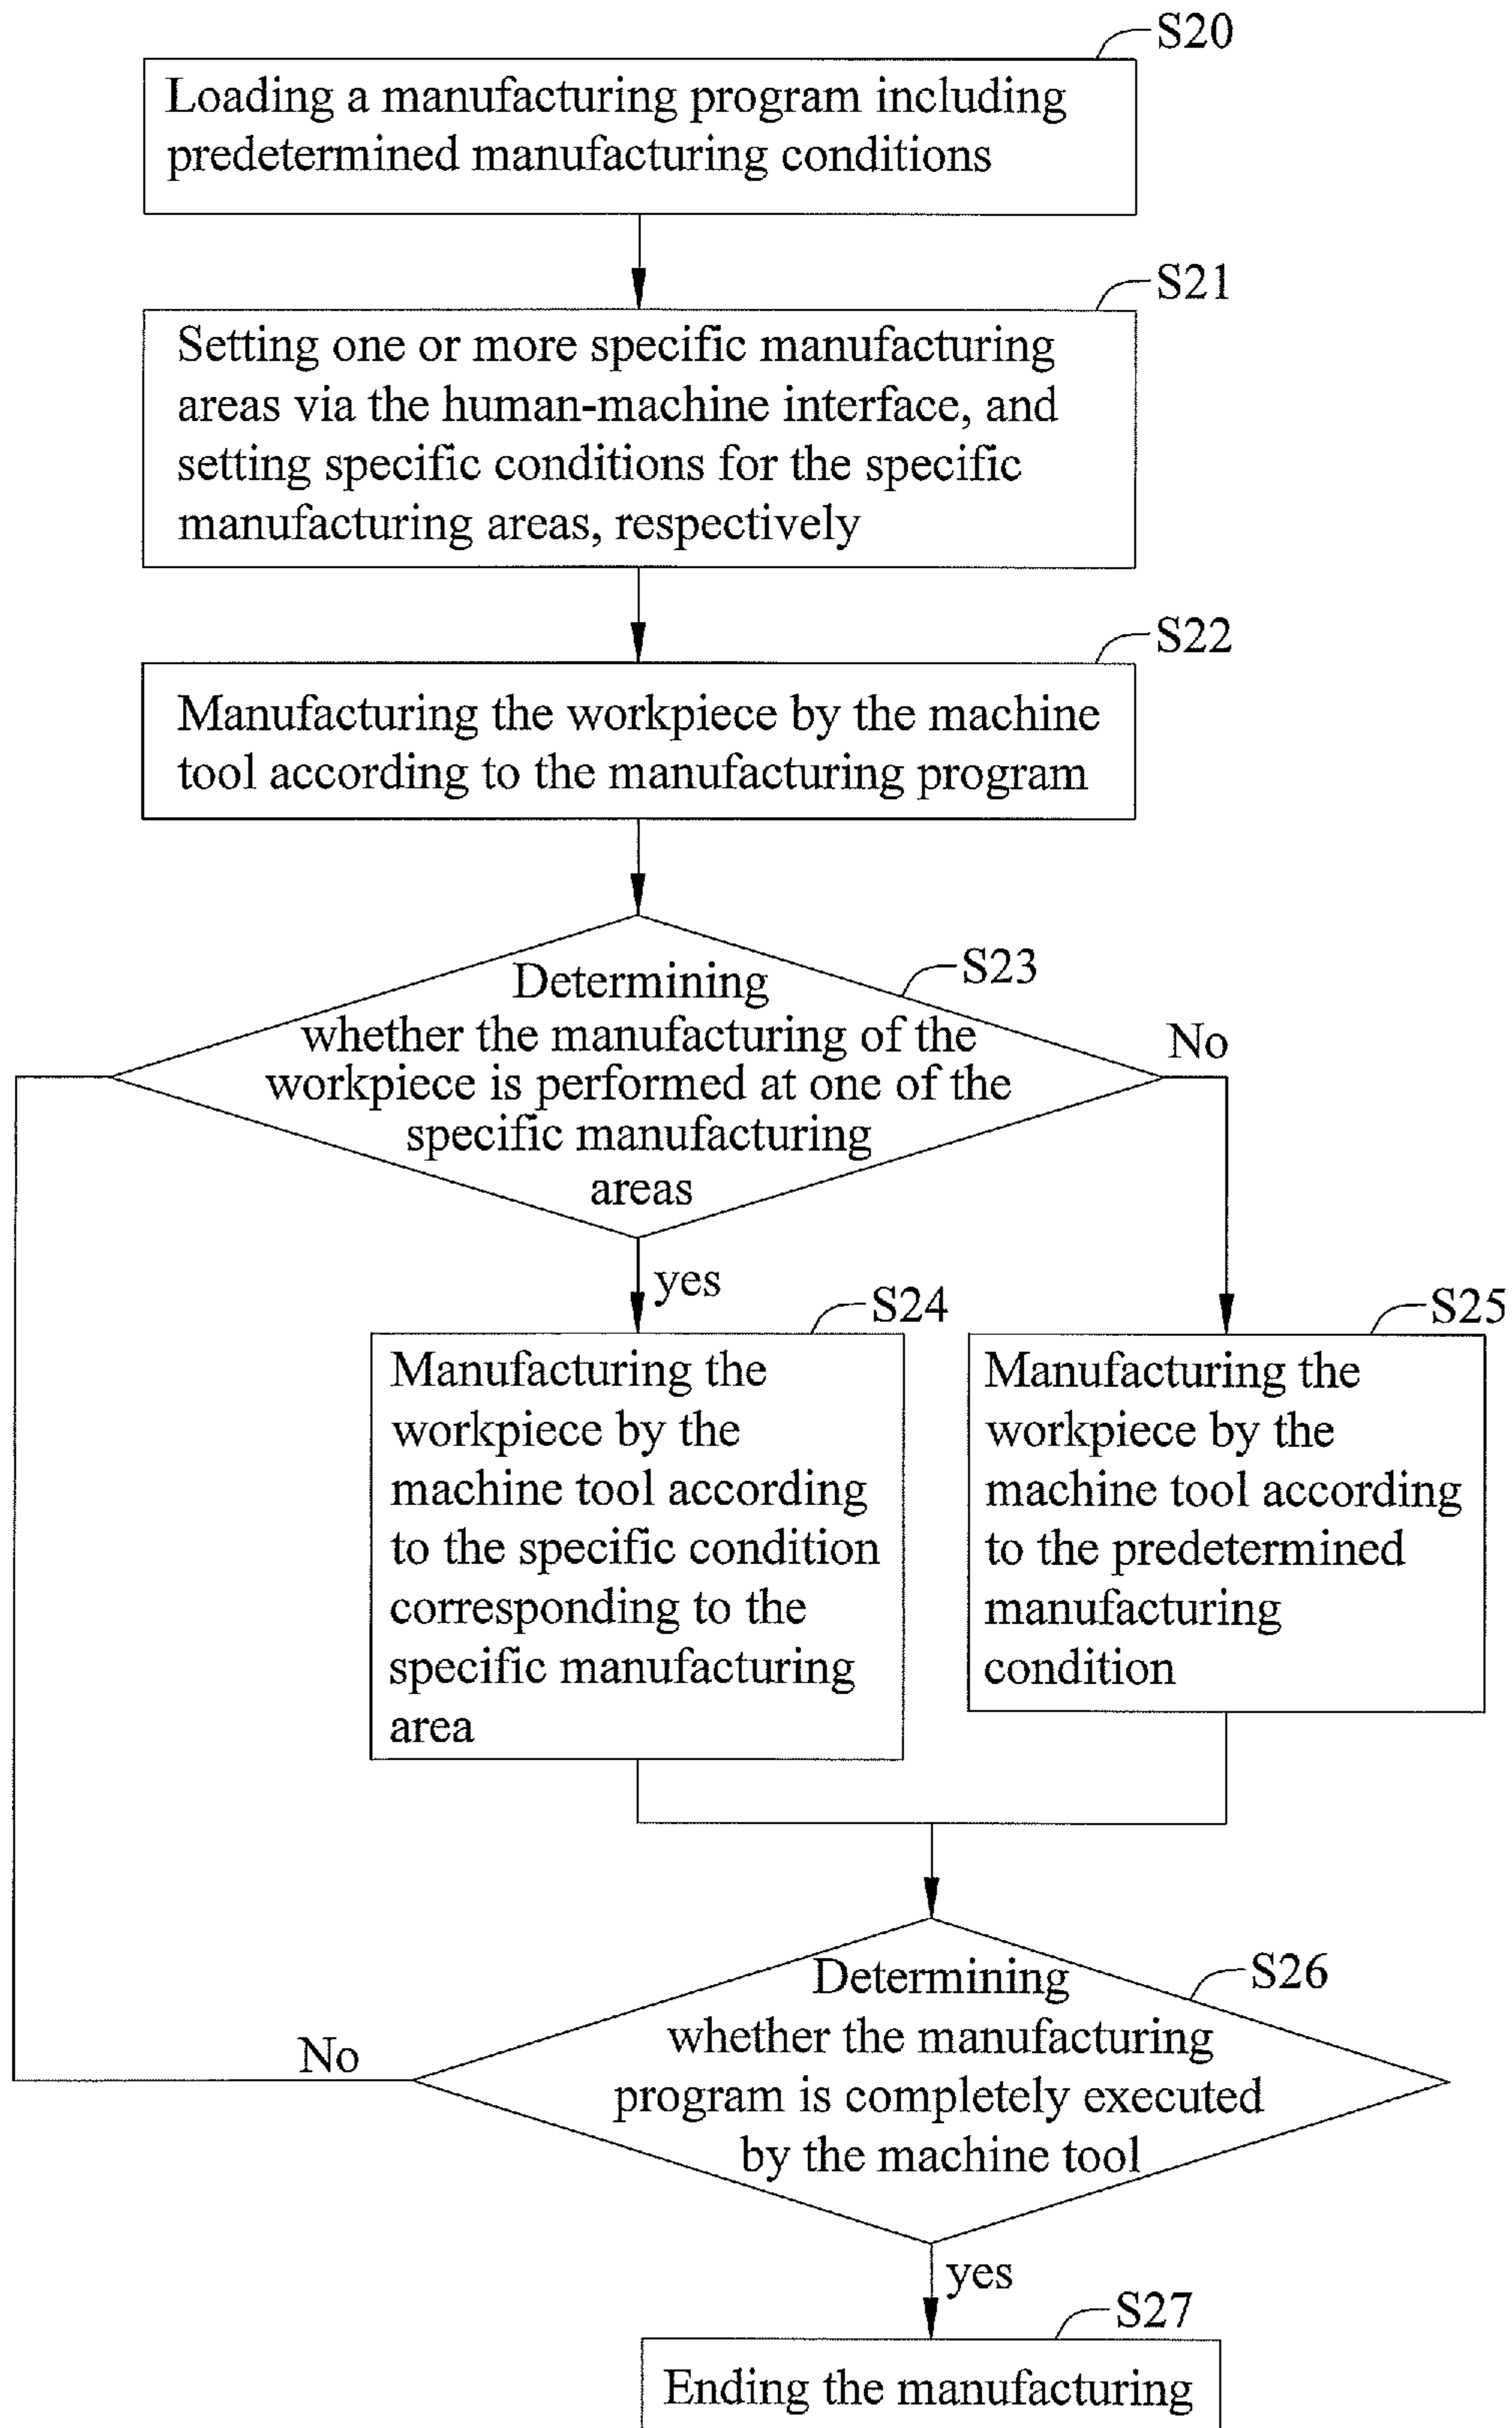 S20
Loading a manufacturing program including
predetermined manufacturing conditions
S21
Setting one or more specific manufacturing
areas via the human-machine interface, and
setting specific conditions for the specific
manufacturing areas, respectively
S22
Manufacturing the workpiece by the machine
tool according to the manufacturing program
S23
Determining
whether the manufacturing of the
workpiece is performed at one of the
specific manufacturing
areas
No
yes
S24
Manufacturing the
workpiece by the
machine tool according
to the specific condition
corresponding to the
specific manufacturing
area
S25
Manufacturing the
workpiece by the
machine tool according
to the predetermined
manufacturing
condition
S26
Determining
whether the manufacturing
program is completely executed
by the machine tool
No
yes
S27
Ending the manufacturing